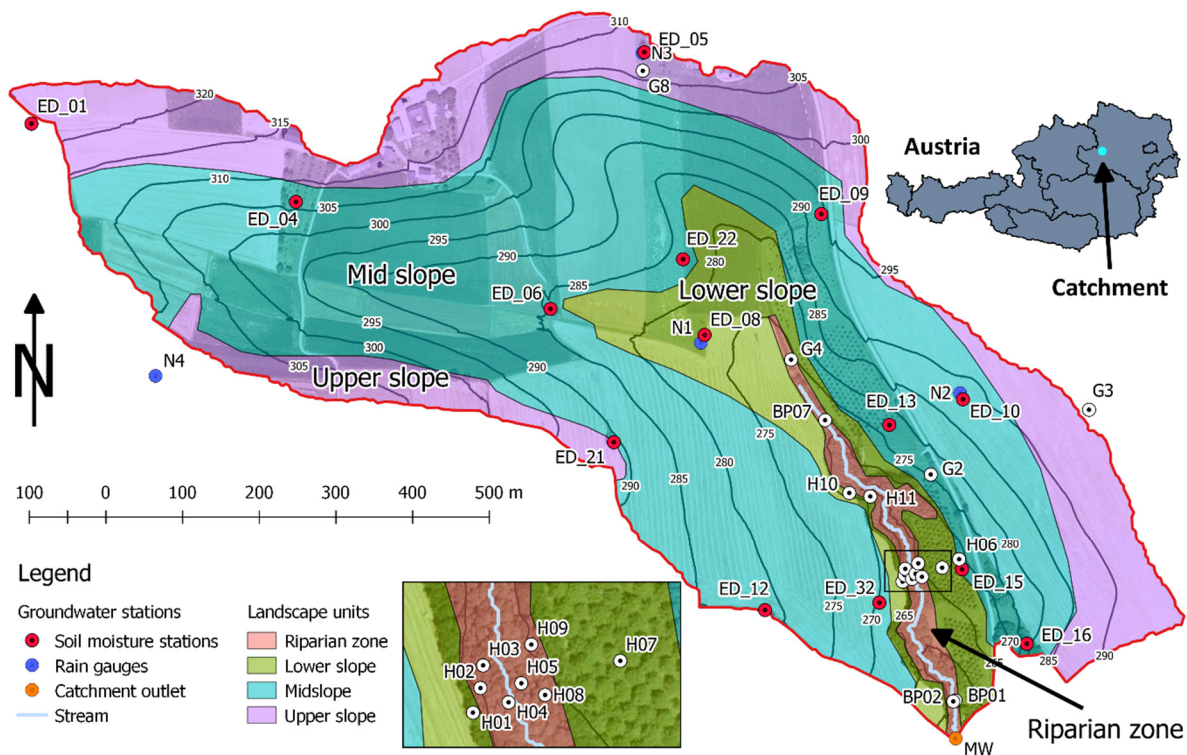 310
ED_05
N3
G8
305
ED_01
320
315
300
Austria
310
ED_04
305
300
295
290
ED_09
290
ED_22
280
Mid slope
285
Lower slope
295
Catchment
ED_06
285
N1
ED_08
295
300
290
G4
N4
305
Upper slope
N2
ED_10
G3
N
BP07
ED_13
275
275
ED_21
280
G2
290
285
H10
H11
100 0 100 200 300 400 500 m
280
H06
Legend
Groundwater stations
Landscape units
Soil moisture stations
Riparian zone
Rain gauges
Lower slope
Catchment outlet
Midslope
Stream
Upper slope
H09
H03
H07
H02
H05
H08
H04
H01
ED_12
275
ED_32
270
265
ED_15
270
ED_16
265
285
290
BP02
BP01
Riparian zone
MW